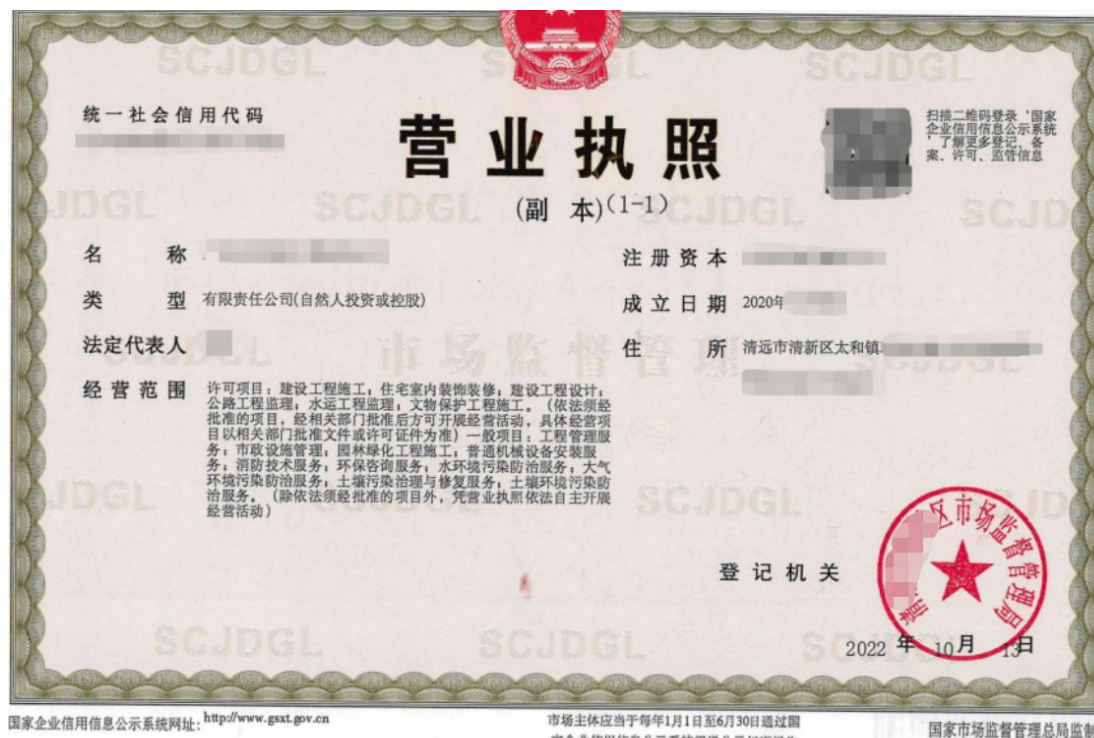 统一社会信用代码
营业执照
(副 本)(1-1)
扫描二维码登录‘国家
企业信用信息公示系统
’了解更多登记、备
案、许可、监管信息
名 称
类 型 有限责任公司(自然人投资或控股)
法定代表人
经营范围 许可项目：建设工程施工；住宅室内装饰装修；建设工程设计；
公路工程监理；水运工程监理；文物保护工程施工。（依法须经
批准的项目，经相关部门批准后方可开展经营活动，具体经营项
目以相关部门批准文件或许可证件为准）一般项目：工程管理服
务；市政设施管理；园林绿化工程施工；普通机械设备安装服
务；消防技术服务；环保咨询服务；水环境污染防治服务；大气
环境污染防治服务；土壤污染治理与修复服务；土壤环境污染防
治服务。（除依法须经批准的项目外，凭营业执照依法自主开展
经营活动）
注册资本
成立日期 2020年
住 所 清远市清新区太和镇
登记机关
清 区市场监督管理局
2022 年 10 月 13 日
SCJDGL
市场监督管理
国家企业信用信息公示系统网址：http://www.gsxt.gov.cn
市场主体应当于每年1月1日至6月30日通过国
国家市场监督管理总局监制